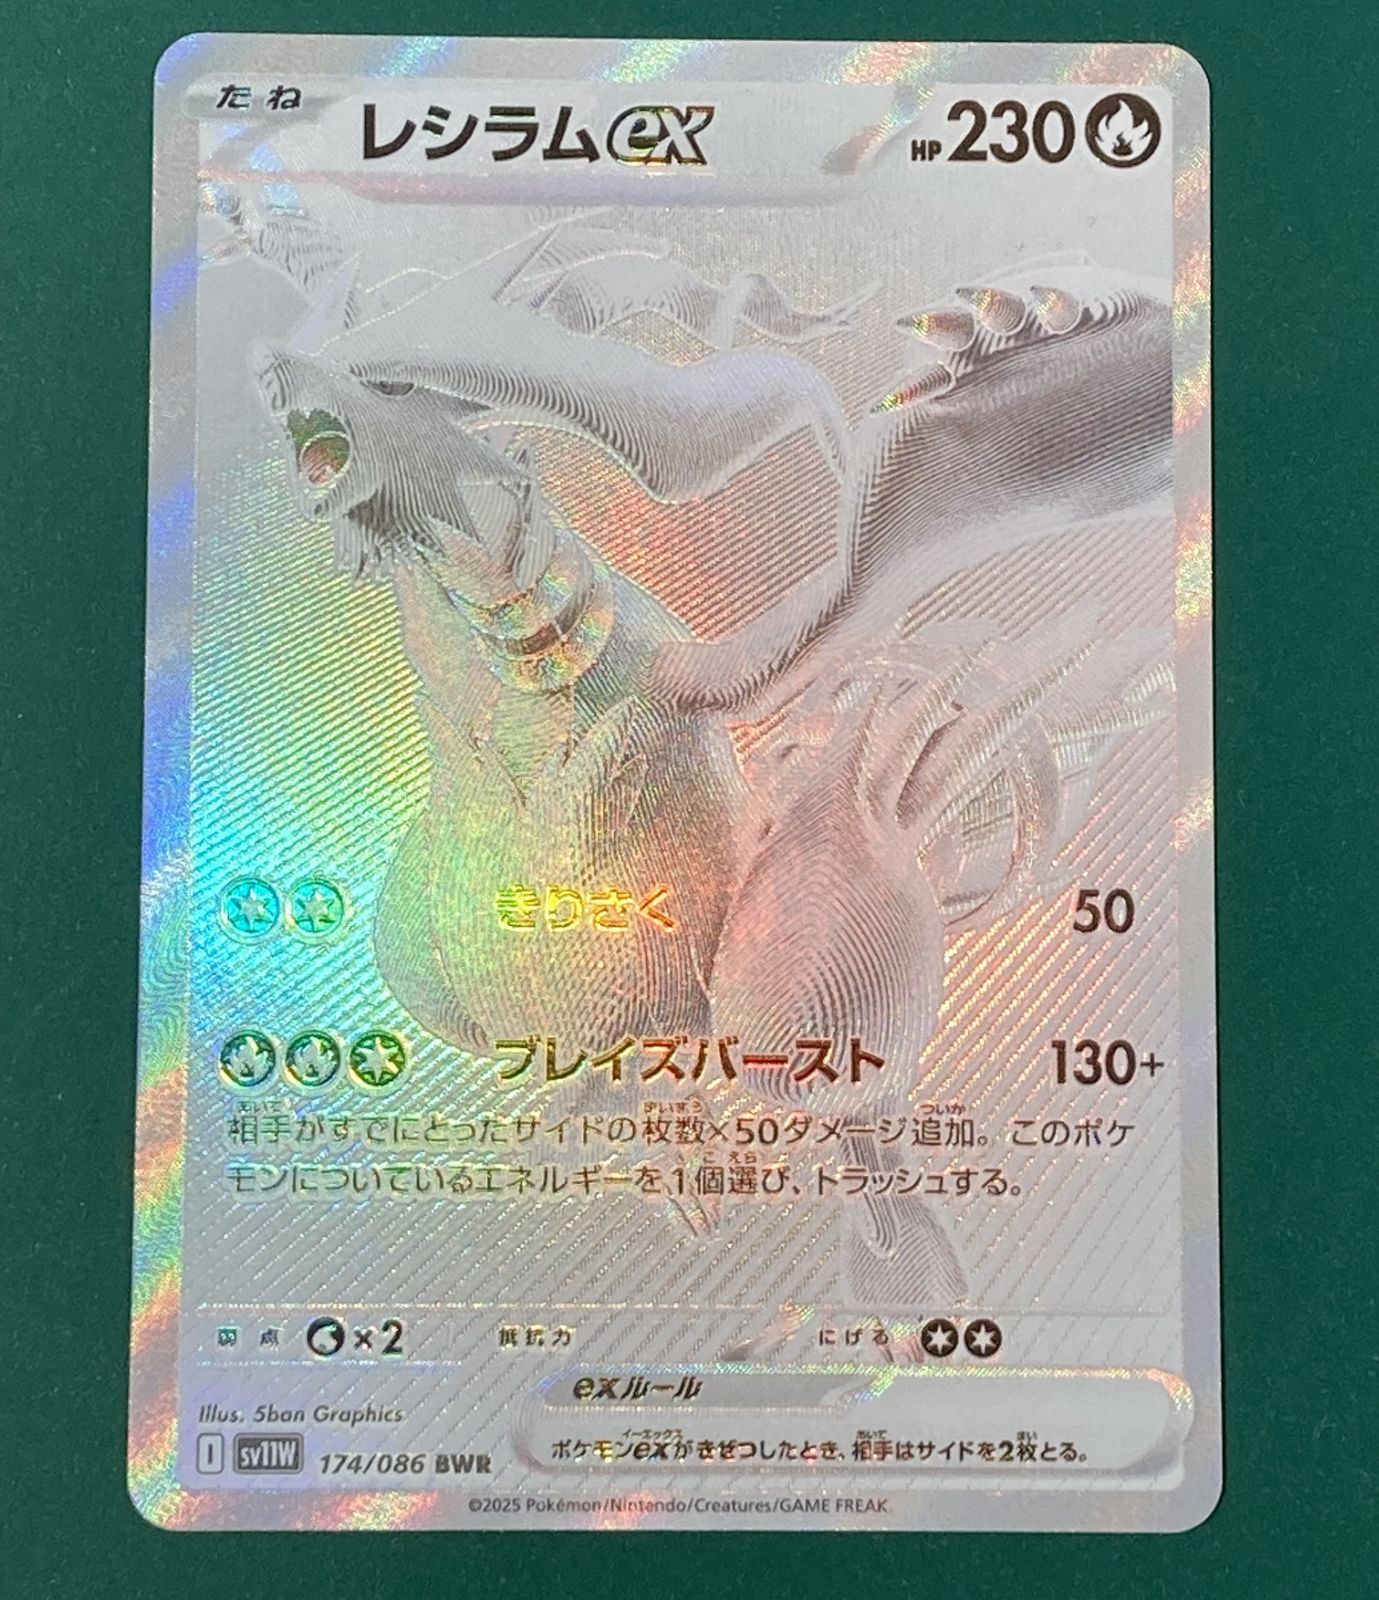 たね レシラムex HP230
きりさく 50
ブレイズバースト 130+
相手がすでにとったサイドの枚数×50ダメージ追加。このポケ
モンについているエネルギーを1個選び、トラッシュする。
弱点 ×2 抵抗力 にげる
exルール
ポケモンexがきぜつしたとき、相手はサイドを2枚とる。
Illus. 5ban Graphics
I sv11W 174/086 BWR
©2025 Pokémon/Nintendo/Creatures/GAME FREAK.